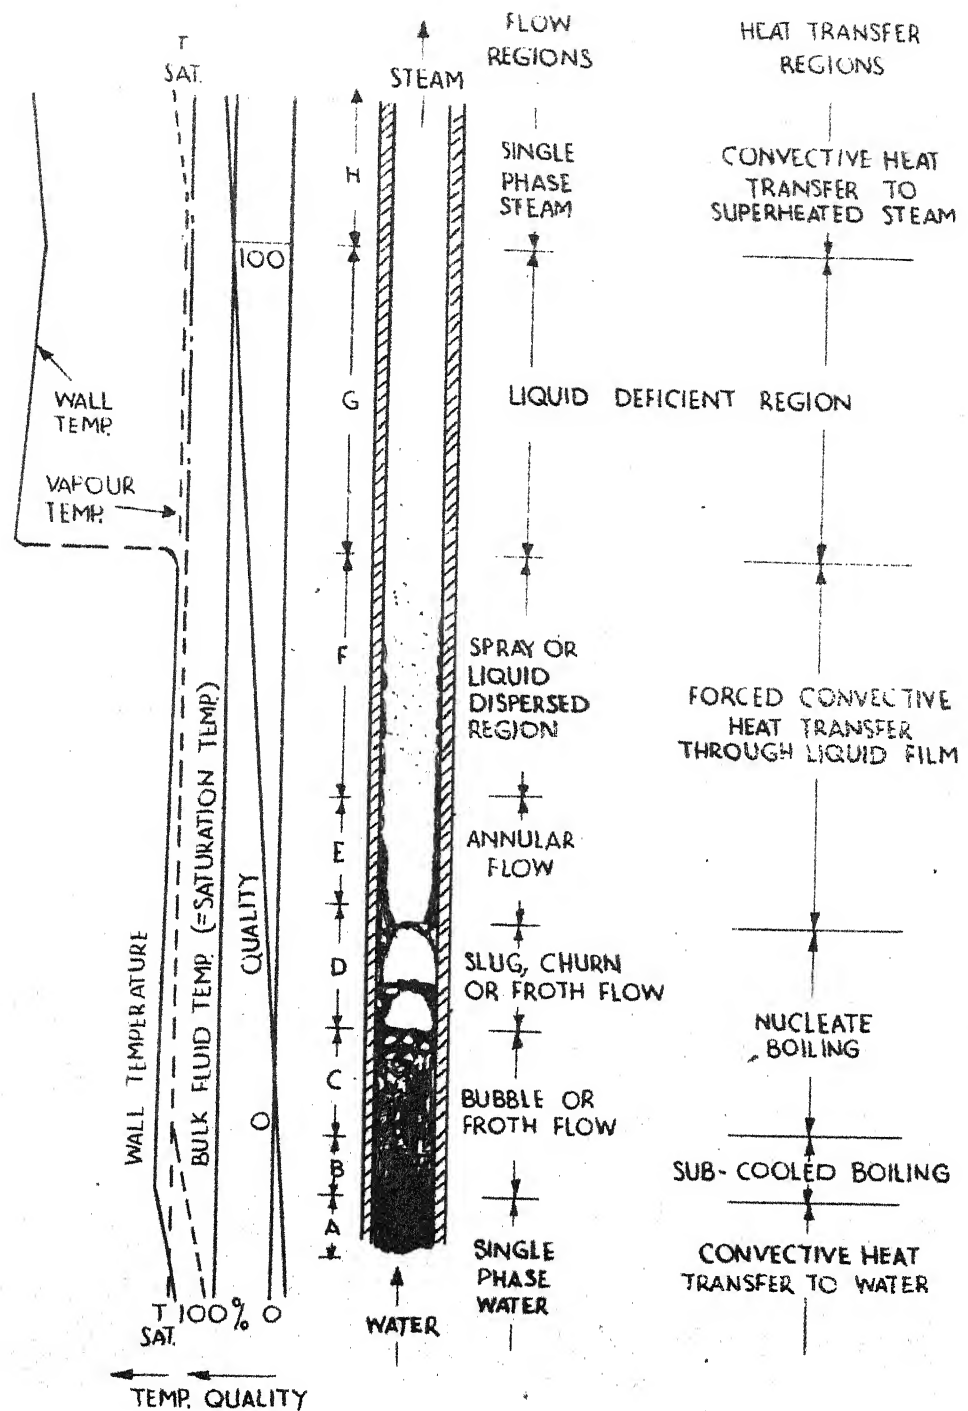 FLOW
REGIONS
HEAT TRANSFER
REGIONS
T
SAT.
STEAM
H
SINGLE
PHASE
STEAM
CONVECTIVE HEAT
TRANSFER TO
SUPERHEATED STEAM
100
WALL
TEMP.
G
LIQUID DEFICIENT REGION
VAPOUR
TEMP.
F
SPRAY OR
LIQUID
DISPERSED
REGION
FORCED CONVECTIVE
HEAT TRANSFER
THROUGH LIQUID FILM
E
ANNULAR
FLOW
WALL TEMPERATURE
BULK FLUID TEMP. (=SATURATION TEMP.)
QUALITY
D
SLUG, CHURN
OR FROTH FLOW
NUCLEATE
BOILING
C
BUBBLE OR
FROTH FLOW
0
B
SUB-COOLED BOILING
A
SINGLE
PHASE
WATER
CONVECTIVE HEAT
TRANSFER TO WATER
T 100% 0
SAT.
WATER
TEMP. QUALITY